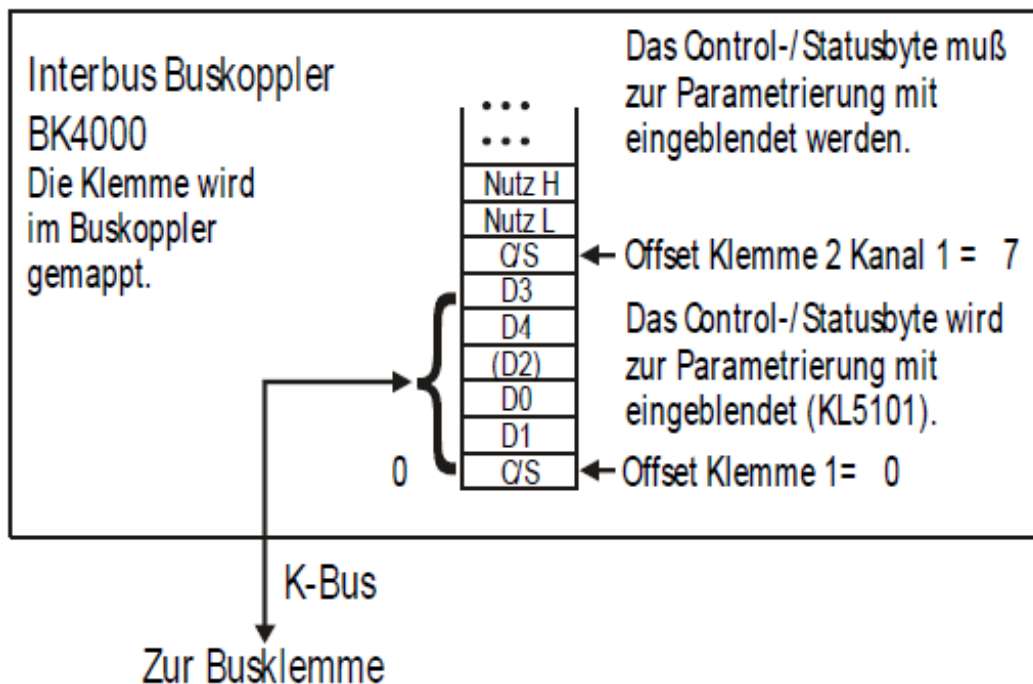 Interbus Buskoppler
BK4000
Die Klemme wird
im Buskoppler
gemappt.
•••
•••
Nutz H
Nutz L
C/S
D3
D4
(D2)
D0
D1
C/S
0
Das Control-/Statusbyte muß
zur Parametrierung mit
eingeblendet werden.
Offset Klemme 2 Kanal 1 = 7
Das Control-/Statusbyte wird
zur Parametrierung mit
eingeblendet (KL5101).
Offset Klemme 1= 0
K-Bus
Zur Busklemme